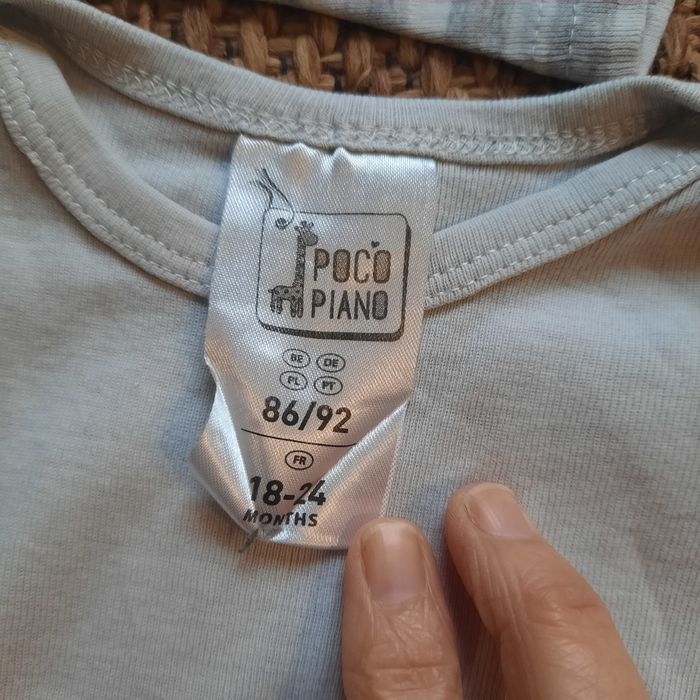 POCO
PIANO
BE DE
PL PT
86/92
FR
18-24
MONTHS